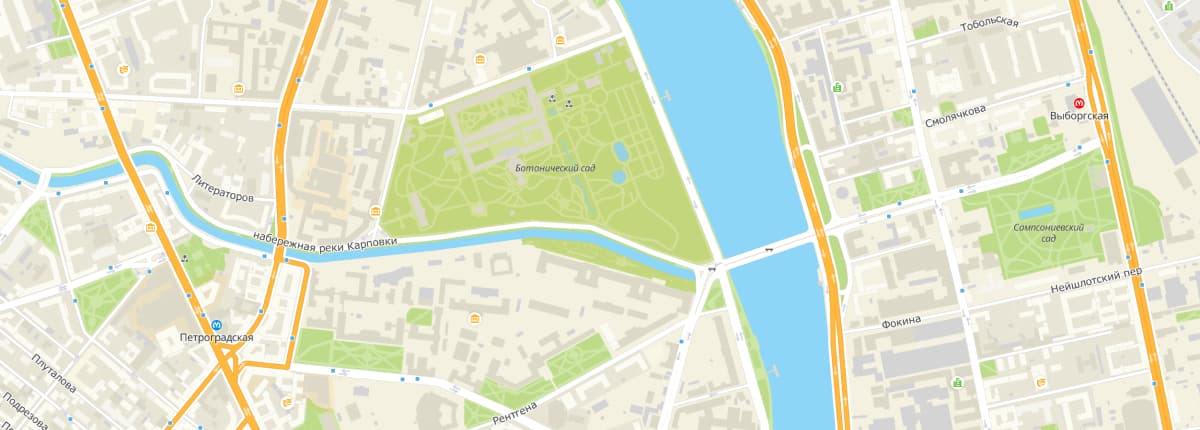 Тобольская
Смолячкова
Выборгская
Ботанический сад
Литераторов
набережная реки Карповки
Сампсониевский
сад
Нейшлотский пер
Фокина
Петроградская
Плуталова
Подрезова
Рентгена